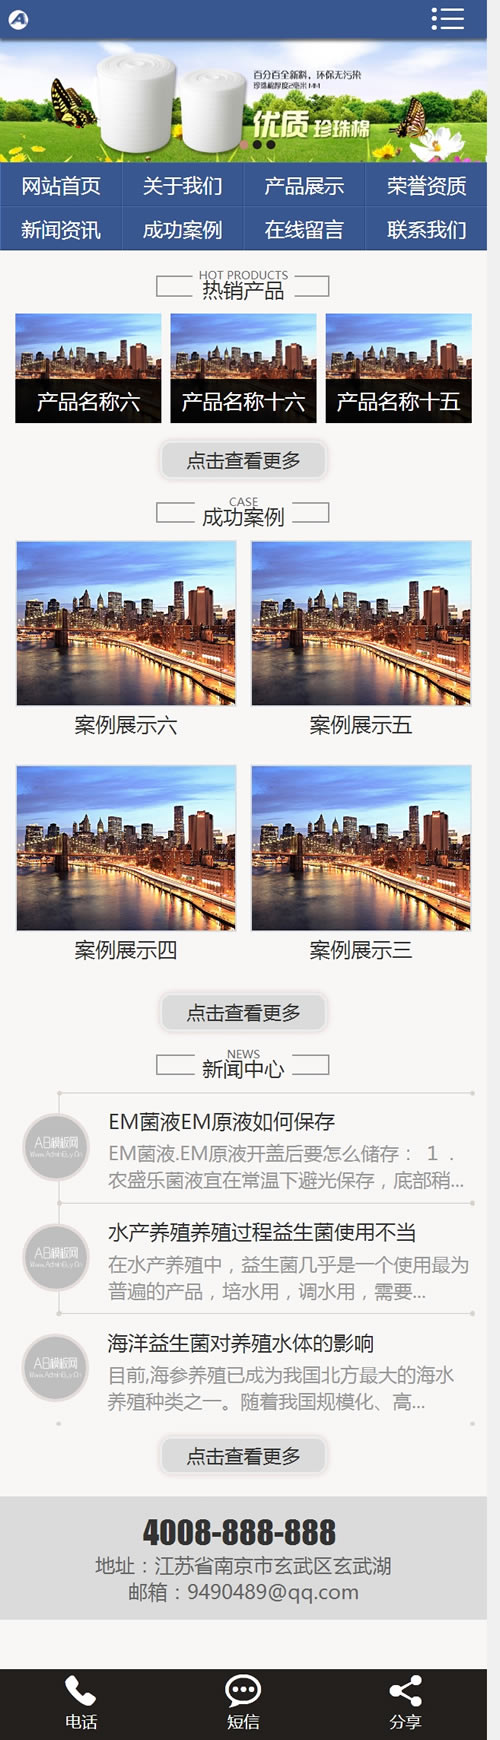 百分百全新料，环保无污染
优质 珍珠棉
网站首页 关于我们 产品展示 荣誉资质
新闻资讯 成功案例 在线留言 联系我们
HOT PRODUCTS
热销产品
产品名称六 产品名称十六 产品名称十五
点击查看更多
CASE
成功案例
案例展示六 案例展示五
案例展示四 案例展示三
点击查看更多
NEWS
新闻中心
EM菌液EM原液如何保存
AB模板网
EM菌液.EM原液开盖后要怎么储存： 1．
农盛乐菌液宜在常温下避光保存，底部稍...
水产养殖养殖过程益生菌使用不当
AB模板网
在水产养殖中，益生菌几乎是一个使用最为
普遍的产品，培水用，调水用，需要...
海洋益生菌对养殖水体的影响
AB模板网
目前,海参养殖已成为我国北方最大的海水
养殖种类之一。随着我国规模化、高...
点击查看更多
4008-888-888
地址：江苏省南京市玄武区玄武湖
邮箱：9490489@qq.com
电话 短信 分享